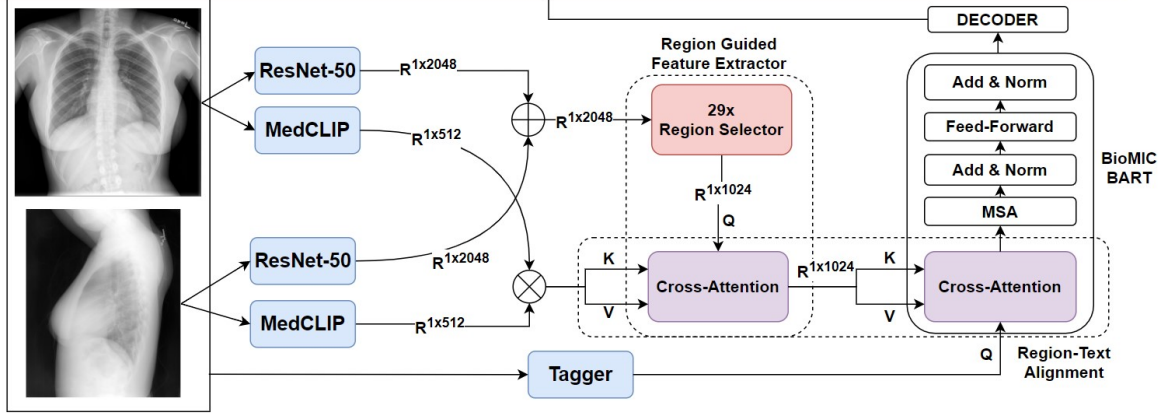 DECODER
Region Guided
Feature Extractor
ResNet-50
R1x2048
MedCLIP
R1x512
R1x2048
29x
Region Selector
R1x1024
Q
Add & Norm
Feed-Forward
Add & Norm
MSA
BioMIC
BART
ResNet-50
R1x2048
MedCLIP
R1x512
K
V
Cross-Attention
R1x1024
K
V
Cross-Attention
Q
Region-Text
Alignment
Tagger